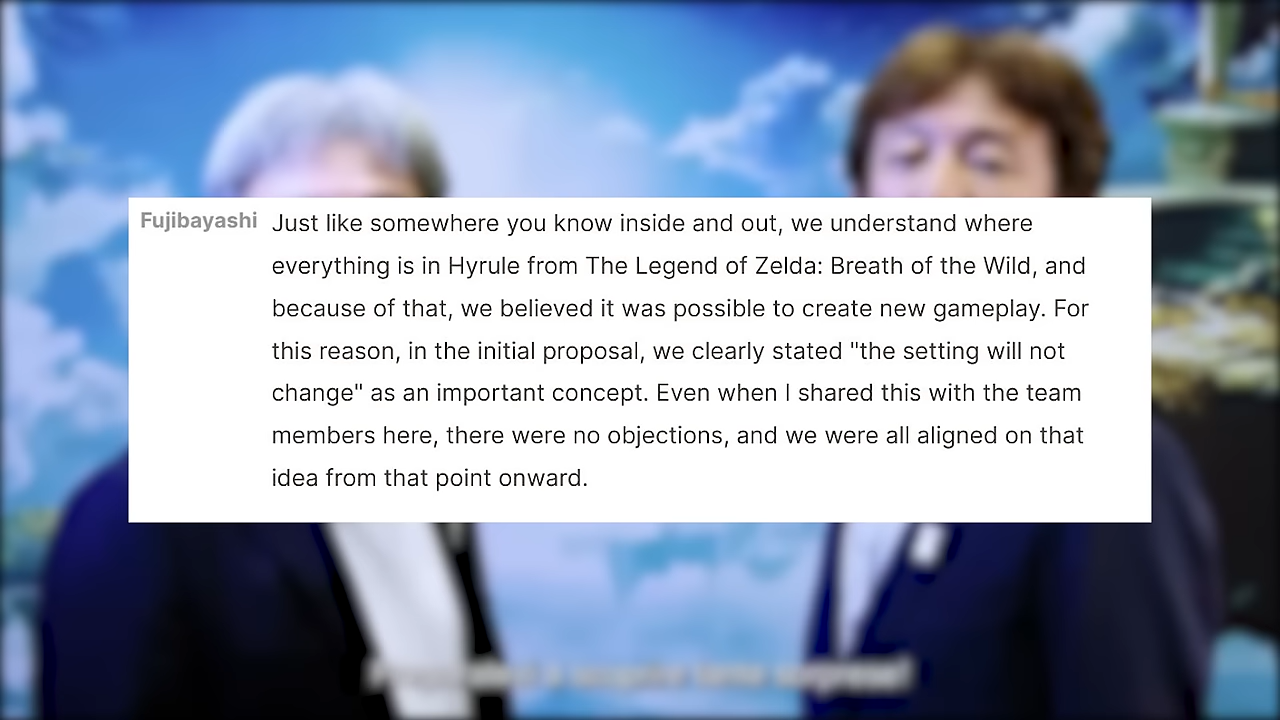 Fujibayashi Just like somewhere you know inside and out, we understand where
everything is in Hyrule from The Legend of Zelda: Breath of the Wild, and
because of that, we believed it was possible to create new gameplay. For
this reason, in the initial proposal, we clearly stated "the setting will not
change" as an important concept. Even when I shared this with the team
members here, there were no objections, and we were all aligned on that
idea from that point onward.